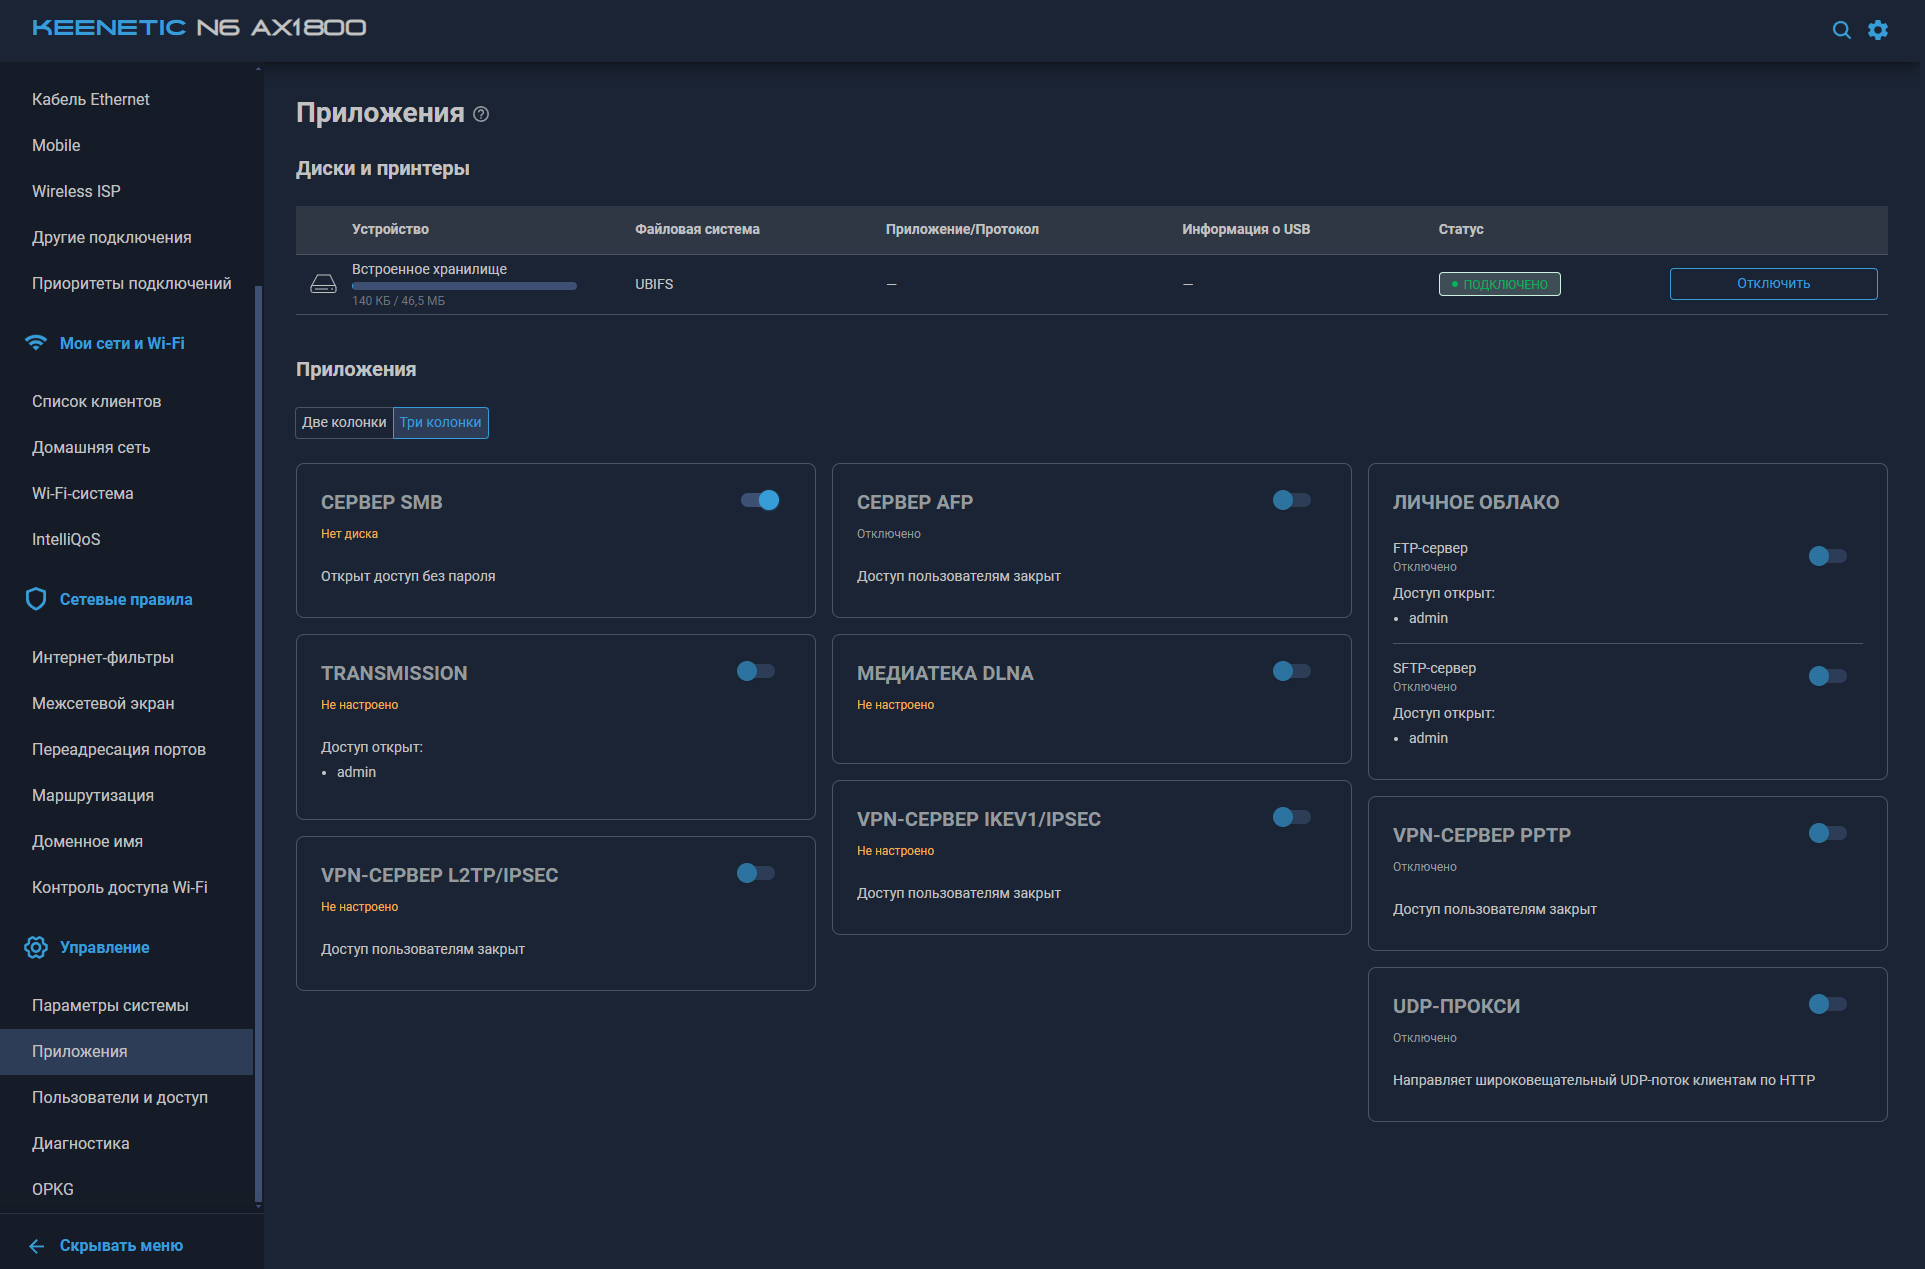 KEENETIC N6 AX1800
Кабель Ethernet
Mobile
Wireless ISP
Другие подключения
Приоритеты подключений
Мои сети и Wi-Fi
Список клиентов
Домашняя сеть
Wi-Fi-система
IntelliQoS
Сетевые правила
Интернет-фильтры
Межсетевой экран
Переадресация портов
Маршрутизация
Доменное имя
Контроль доступа Wi-Fi
Управление
Параметры системы
Приложения
Пользователи и доступ
Диагностика
OPKG
Скрывать меню
Приложения
Диски и принтеры
Устройство Файловая система Приложение/Протокол Информация о USB Статус
Встроенное хранилище
140 КБ / 46,5 МБ
UBIFS — — ПОДКЛЮЧЕНО Отключить
Приложения
Две колонки Три колонки
СЕРВЕР SMB
Нет диска
Открыт доступ без пароля
TRANSMISSION
Не настроено
Доступ открыт:
• admin
VPN-СЕРВЕР L2TP/IPSEC
Не настроено
Доступ пользователям закрыт
СЕРВЕР AFP
Отключено
Доступ пользователям закрыт
МЕДИАТЕКА DLNA
Не настроено
VPN-СЕРВЕР IKEV1/IPSEC
Не настроено
Доступ пользователям закрыт
ЛИЧНОЕ ОБЛАКО
FTP-сервер
Отключено
Доступ открыт:
• admin
SFTP-сервер
Отключено
Доступ открыт:
• admin
VPN-СЕРВЕР PPTP
Отключено
Доступ пользователям закрыт
UDP-ПРОКСИ
Отключено
Направляет широковещательный UDP-поток клиентам по HTTP